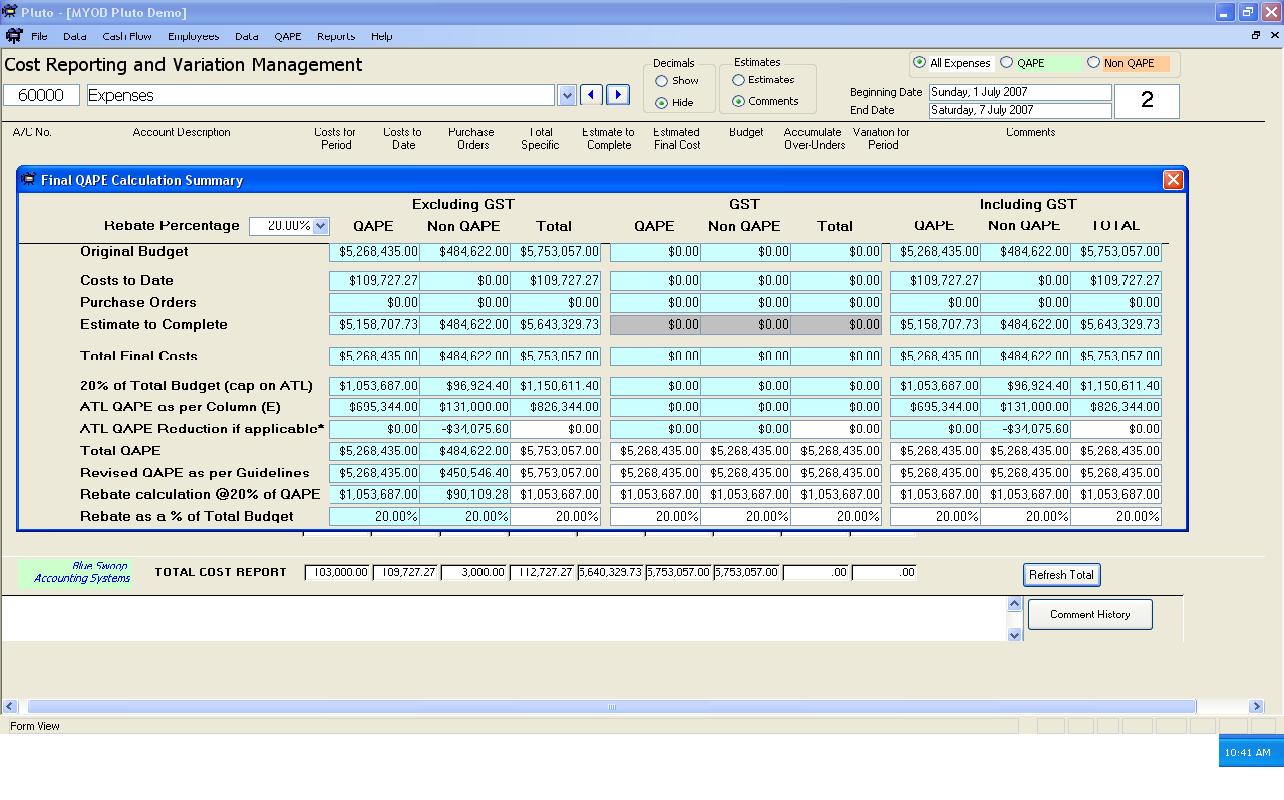 Pluto - [MYOB Pluto Demo]
File Data Cash Flow Employees Data QAPE Reports Help
Cost Reporting and Variation Management
Decimals
Show
Hide
Estimates
Estimates
Comments
All Expenses QAPE Non QAPE
60000 Expenses
Beginning Date Sunday, 1 July 2007
End Date Saturday, 7 July 2007
2
A/C No. Account Description Costs for Period Costs to Date Purchase Orders Total Specific Estimate to Complete Estimated Final Cost Budget Accumulate Over-Unders Variation for Period Comments
Final QAPE Calculation Summary
Excluding GST GST Including GST
Rebate Percentage 20.00% QAPE Non QAPE Total QAPE Non QAPE Total QAPE Non QAPE TOTAL
Original Budget $5,268,435.00 $484,622.00 $5,753,057.00 $0.00 $0.00 $0.00 $5,268,435.00 $484,622.00 $5,753,057.00
Costs to Date $109,727.27 $0.00 $109,727.27 $0.00 $0.00 $0.00 $109,727.27 $0.00 $109,727.27
Purchase Orders $0.00 $0.00 $0.00 $0.00 $0.00 $0.00 $0.00 $0.00 $0.00
Estimate to Complete $5,158,707.73 $484,622.00 $5,643,329.73 $0.00 $0.00 $0.00 $5,158,707.73 $484,622.00 $5,643,329.73
Total Final Costs $5,268,435.00 $484,622.00 $5,753,057.00 $0.00 $0.00 $0.00 $5,268,435.00 $484,622.00 $5,753,057.00
20% of Total Budget (cap on ATL) $1,053,687.00 $96,924.40 $1,150,611.40 $0.00 $0.00 $0.00 $1,053,687.00 $96,924.40 $1,150,611.40
ATL QAPE as per Column (E) $695,344.00 $131,000.00 $826,344.00 $0.00 $0.00 $0.00 $695,344.00 $131,000.00 $826,344.00
ATL QAPE Reduction if applicable* $0.00 -$34,075.60 $0.00 $0.00 $0.00 $0.00 $0.00 -$34,075.60 $0.00
Total QAPE $5,268,435.00 $484,622.00 $5,753,057.00 $5,268,435.00 $5,268,435.00 $5,268,435.00 $5,268,435.00 $5,268,435.00 $5,268,435.00
Revised QAPE as per Guidelines $5,268,435.00 $450,546.40 $5,753,057.00 $5,268,435.00 $5,268,435.00 $5,268,435.00 $5,268,435.00 $5,268,435.00 $5,268,435.00
Rebate calculation @20% of QAPE $1,053,687.00 $90,109.28 $1,053,687.00 $1,053,687.00 $1,053,687.00 $1,053,687.00 $1,053,687.00 $1,053,687.00 $1,053,687.00
Rebate as a % of Total Budget 20.00% 20.00% 20.00% 20.00% 20.00% 20.00% 20.00% 20.00% 20.00%
Blue Swoop
Accounting Systems
TOTAL COST REPORT 103,000.00 109,727.27 3,000.00 112,727.27 5,640,329.73 5,753,057.00 5,753,057.00 .00 .00
Refresh Total
Comment History
Form View
10:41 AM